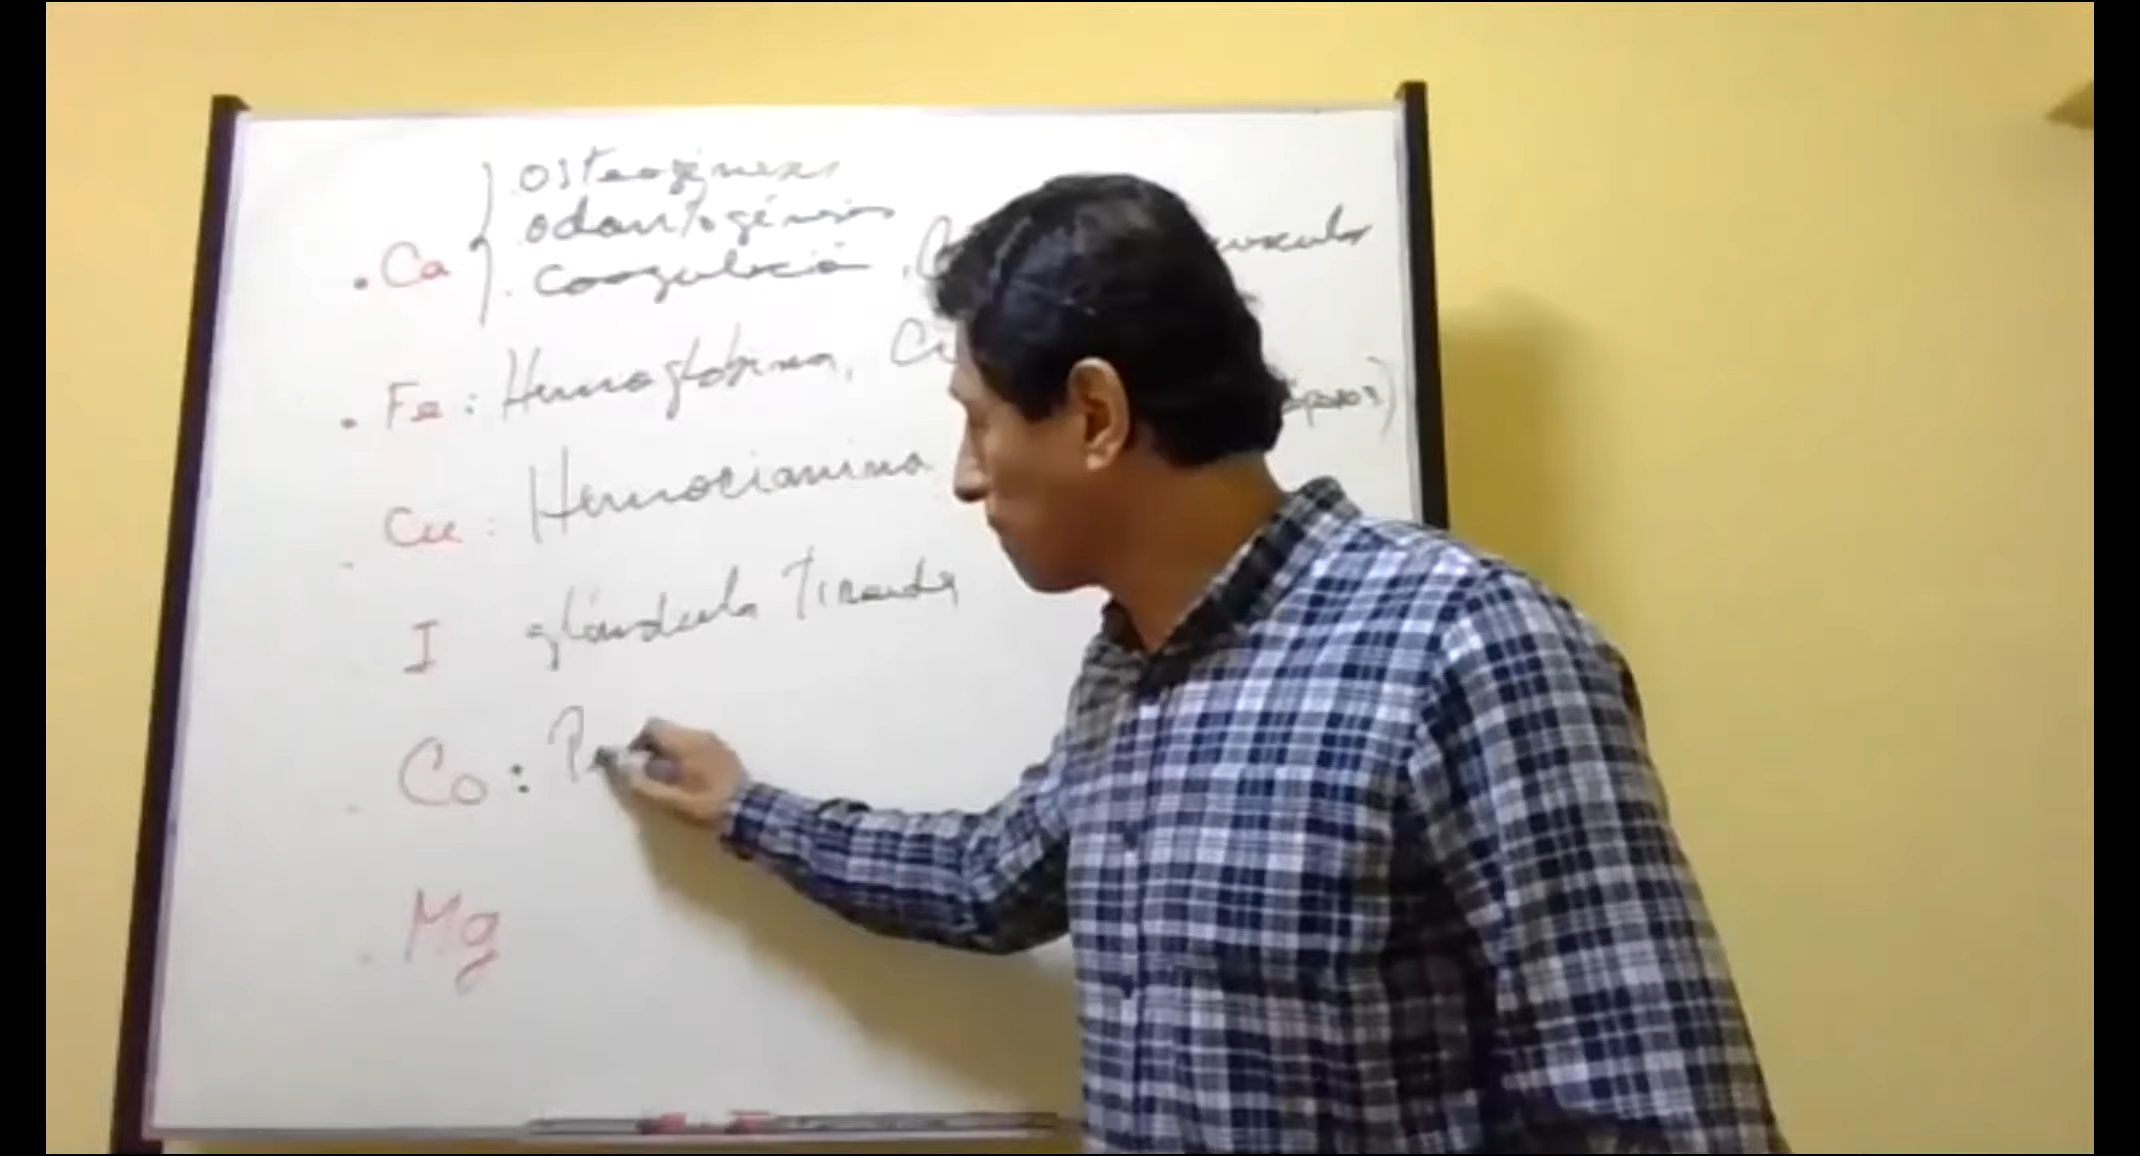 . osteogénesis
. odontogénesis
. Ca
. coagulación,
. Fe: Hemoglobina,
. Cu: Hemocianina
. I glándula Tiroides
. Co:
. Mg